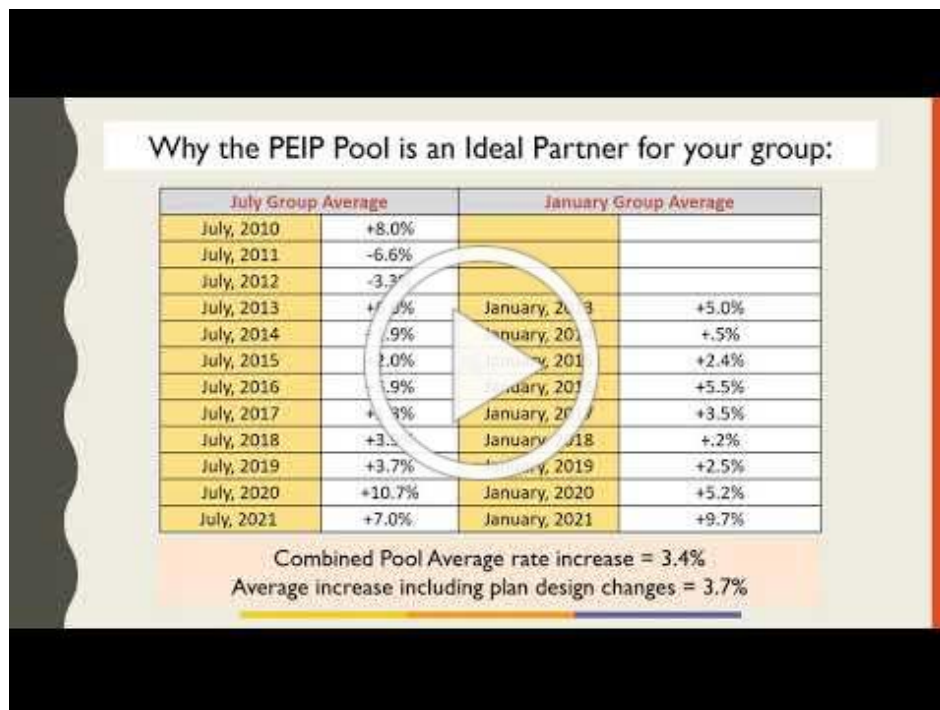 Why the PEIP Pool is an Ideal Partner for your group:
July Group Average January Group Average
July, 2010 +8.0%
July, 2011 -6.6%
July, 2012
July, 2013 January, +5.0%
July, 2014 +.5%
July, 2015 +2.4%
July, 2016 +5.5%
July, 2017 +3.5%
July, 2018 +.2%
July, 2019 +3.7% 2019 +2.5%
July, 2020 +10.7% January, 2020 +5.2%
July, 2021 +7.0% January, 2021 +9.7%
Combined Pool Average rate increase = 3.4%
Average increase including plan design changes = 3.7%